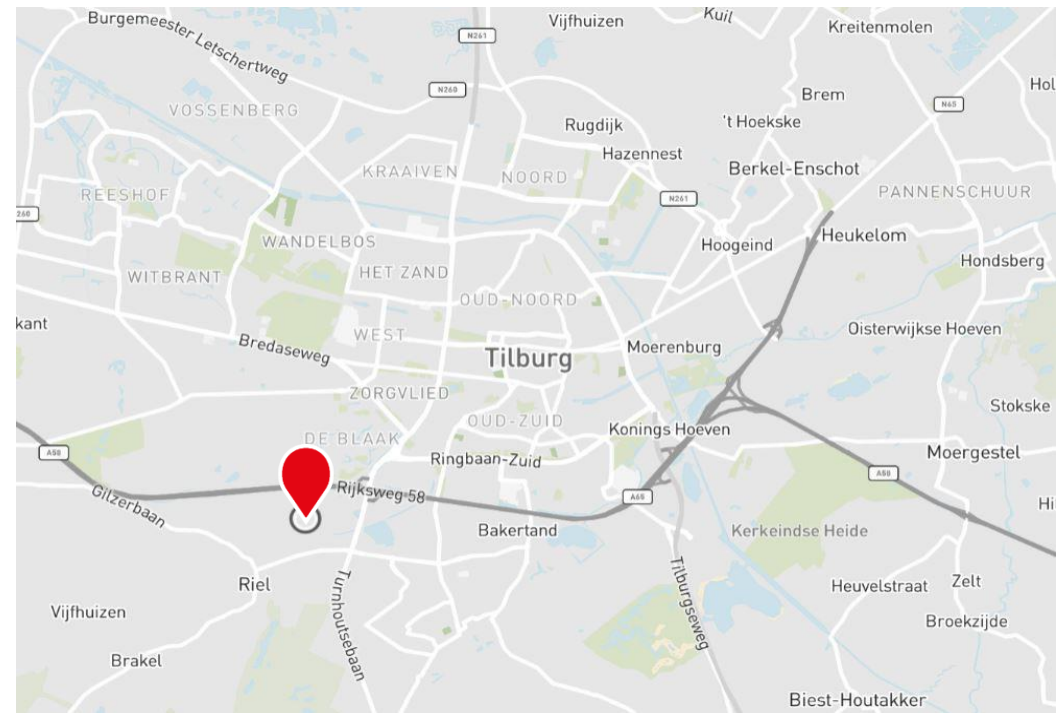 Burgemeester Letschertweg
Vijfhuizen
Kuil
Kreitenmolen
N261
N260
VOSSENBERG
Brem
N65
Hol
Rugdijk
't Hoekske
Hazennest
KRAAIVEN
NOORD
Berkel-Enschot
REESHOF
N261
PANNENSCHUUR
260
WANDELBOS
Hoogeind
Heukelom
HET ZAND
WITBRANT
Hondsberg
OUD-NOORD
kant
WEST
Oisterwijkse Hoeven
Bredaseweg
Tilburg
Moerenburg
ZORGVLIED
Stokske
OUD-ZUID
DE BLAAK
Konings Hoeven
A58
Ringbaan-Zuid
Moergestel
A58
Gilzerbaan
Rijksweg 58
A65
Hi
Bakertand
Kerkeindse Heide
Riel
Turnhoutsebaan
Tilburgseweg
Heuvelstraat
Zelt
Vijfhuizen
Broekzijde
Brakel
Biest-Houtakker